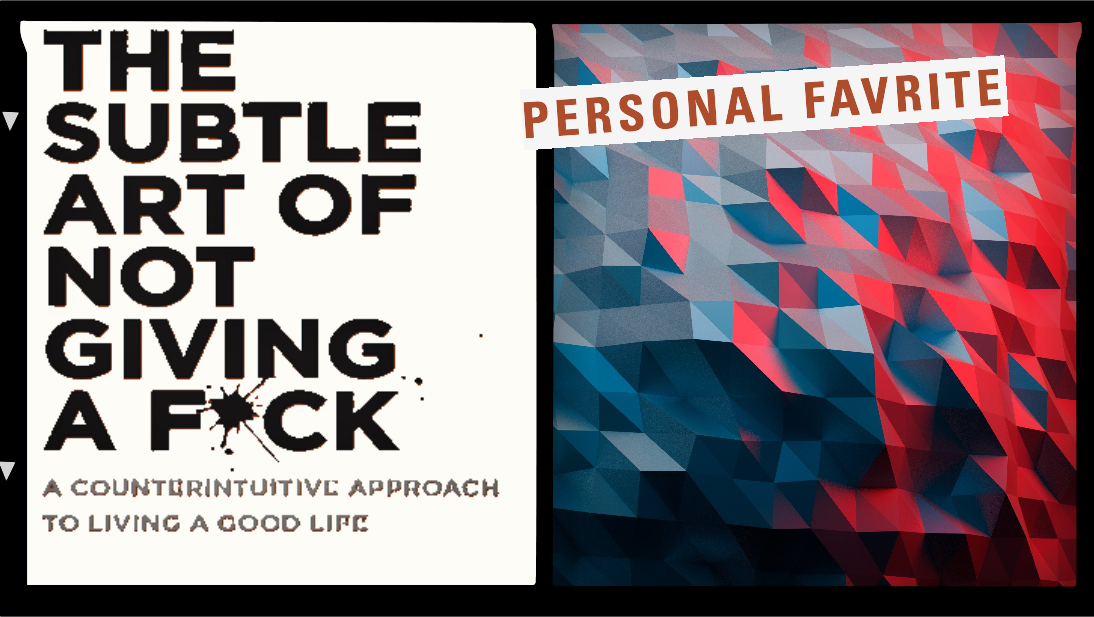 THE
SUBTLE
ART OF
NOT
GIVING
A F*CK
A COUNTERINTUITIVE APPROACH
TO LIVING A GOOD LIFE
PERSONAL FAVRITE